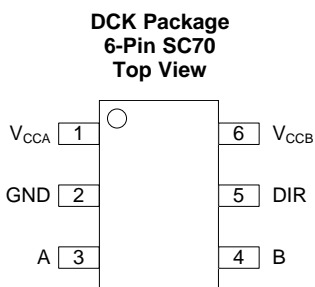 DCK Package
6-Pin SC70
Top View
VCCA 1 6 VCCB
GND 2 5 DIR
A 3 4 B